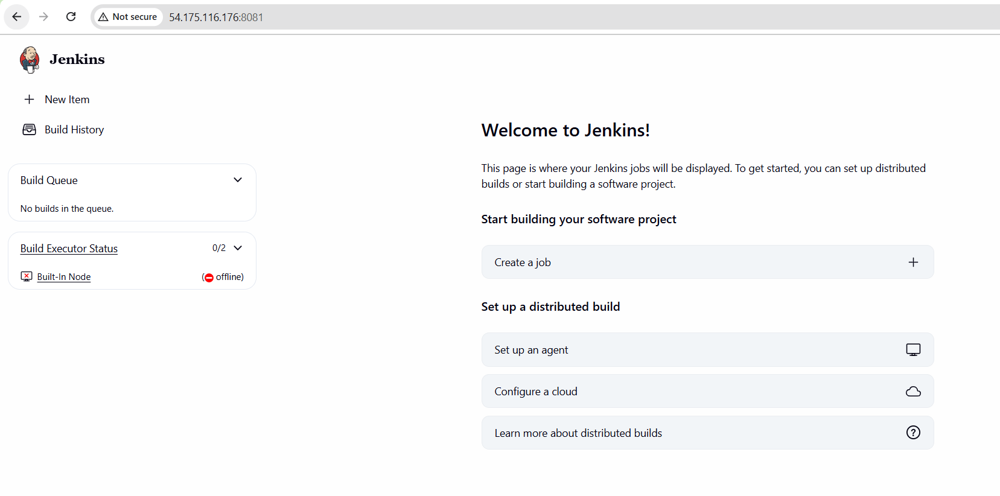 Not secure 54.175.116.176:8081
Jenkins
New Item
Build History
Build Queue
No builds in the queue.
Build Executor Status 0/2
Built-In Node (offline)
Welcome to Jenkins!
This page is where your Jenkins jobs will be displayed. To get started, you can set up distributed
builds or start building a software project.
Start building your software project
Create a job
Set up a distributed build
Set up an agent
Configure a cloud
Learn more about distributed builds